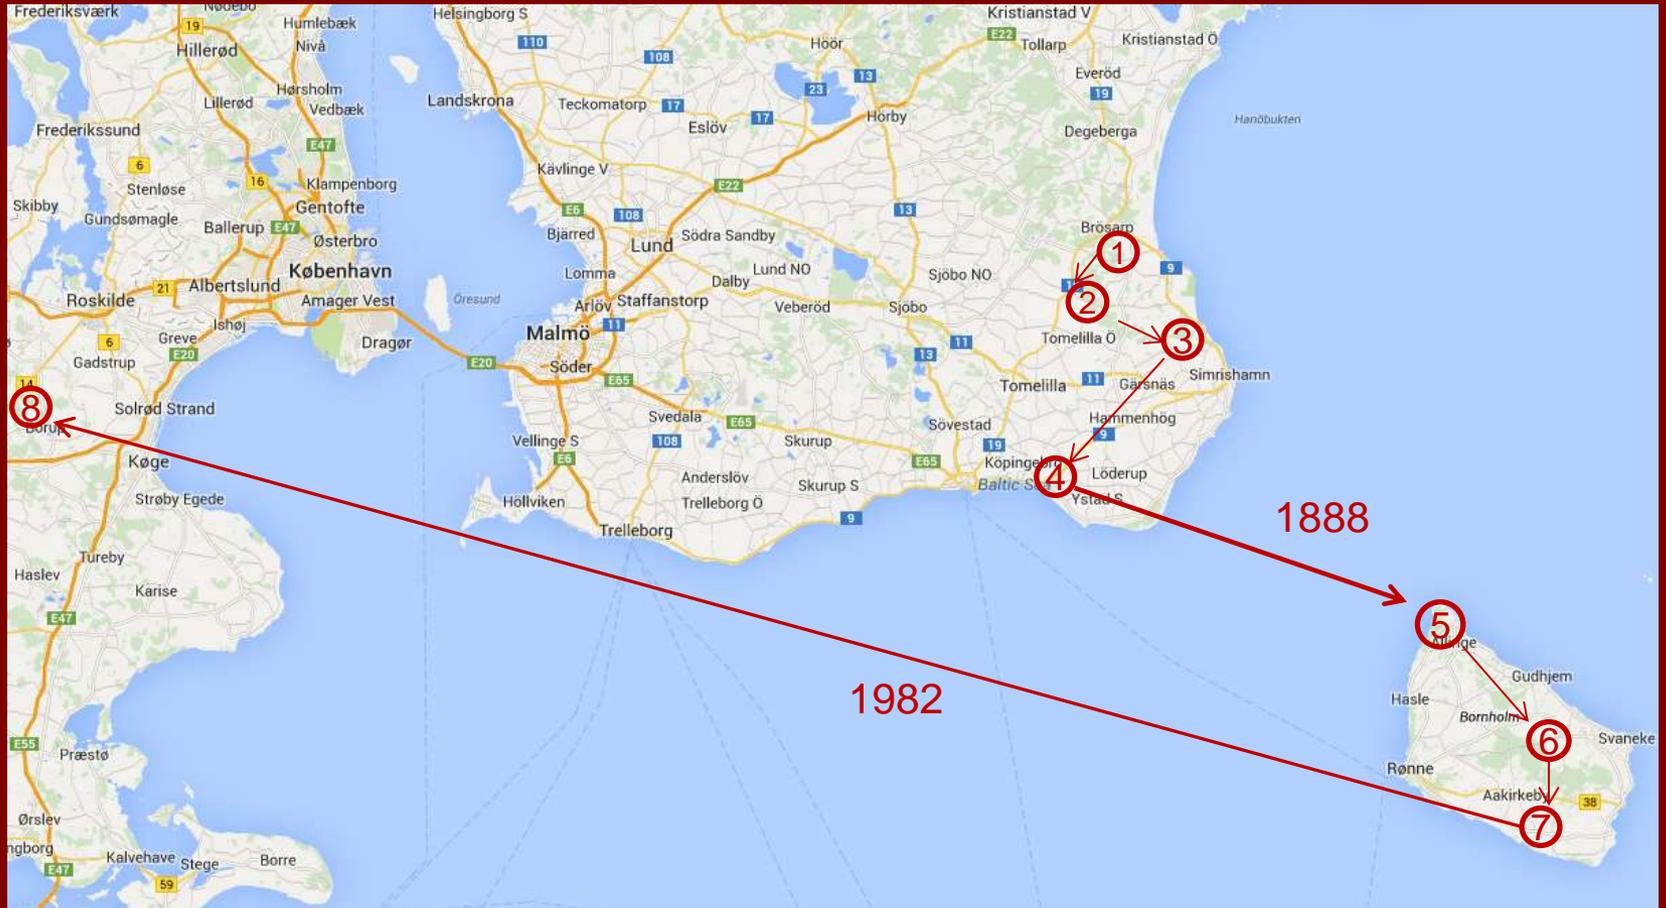 Frederiksværk
Nødebo
Humlebæk
Helsingborg S
Kristianstad V
19
Hillerød
Nivå
110
108
Höör
E22
Tollarp
Kristianstad Ö
13
23
Everöd
19
Lillerød
Hørsholm
Vedbæk
Landskrona
Teckomatorp
17
17
Eslöv
Hörby
Degeberga
Hanöbukten
Frederikssund
E47
6
16
Stenløse
Klampenborg
Kävlinge V
E22
Skibby
Gundsømagle
Gentofte
Ballerup
E47
Østerbro
E6
108
13
Bjärred
Lund
Södra Sandby
Brösarp
1
København
Lomma
Dalby
Lund NO
Sjöbo NO
9
21
Albertslund
Roskilde
Amager Vest
Öresund
Arlöv
Staffanstorp
Veberöd
Sjöbo
2
Ishøj
Malmö
11
Tomelilla Ö
3
6
Greve
E20
Dragør
E20
13
11
Gadstrup
Söder
E65
Tomelilla
11
Gärsnäs
Simrishamn
14
8
Borup
Solrød Strand
Svedala
E65
Sövestad
Hammenhög
9
Vellinge S
108
Skurup
19
Køge
E6
E65
Köpingebro
4
Löderup
Strøby Egede
Höllviken
Anderslöv
Skurup S
Baltic Sea
Ystad S
Trelleborg Ö
9
1888
Trelleborg
Tureby
Haslev
Karise
E47
5
Allinge
Gudhjem
Hasle
1982
Bornholm
6
Svaneke
E55
Præstø
Rønne
Aakirkeby
38
7
Ørslev
ngborg
E47
Kalvehave
Stege
Borre
59